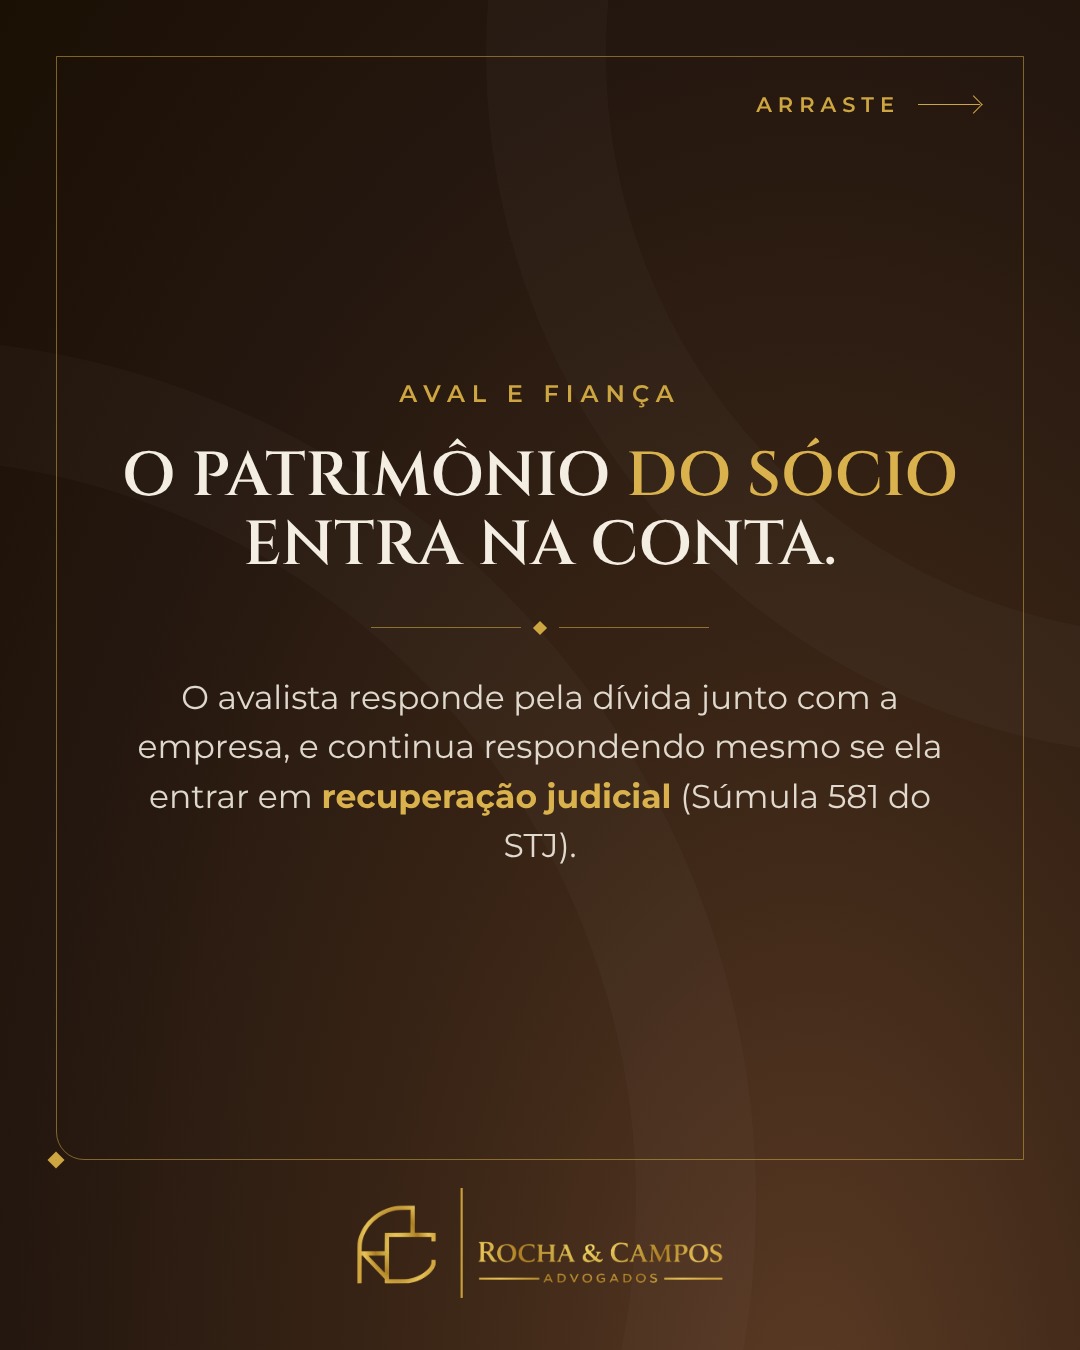 ARRASTE
AVAL E FIANÇA
O PATRIMÔNIO DO SÓCIO
ENTRA NA CONTA.
O avalista responde pela dívida junto com a
empresa, e continua respondendo mesmo se ela
entrar em recuperação judicial (Súmula 581 do
STJ).
ROCHA & CAMPOS
ADVOGADOS